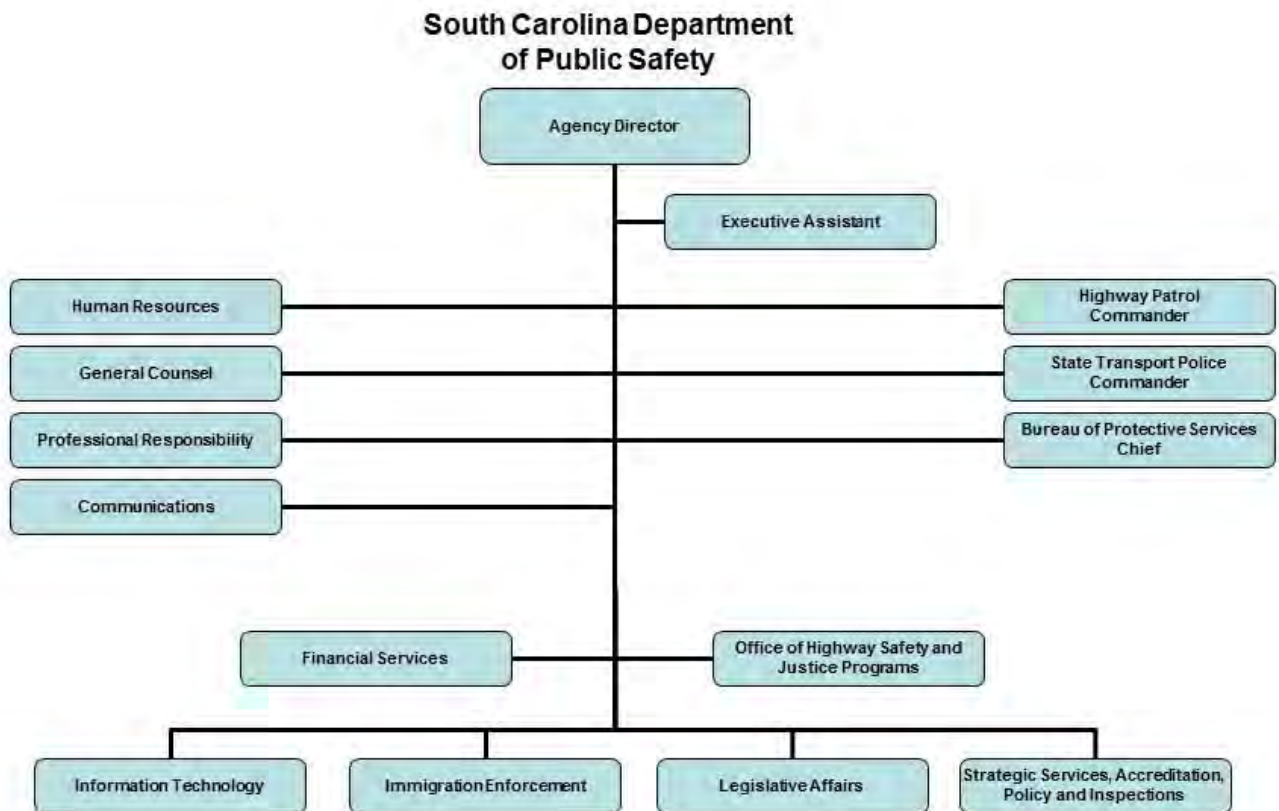 South Carolina Department
of Public Safety
Agency Director
Executive Assistant
Human Resources
Highway Patrol
Commander
General Counsel
State Transport Police
Commander
Professional Responsibility
Bureau of Protective Services
Chief
Communications
Financial Services
Office of Highway Safety and
Justice Programs
Information Technology
Immigration Enforcement
Legislative Affairs
Strategic Services, Accreditation,
Policy and Inspections